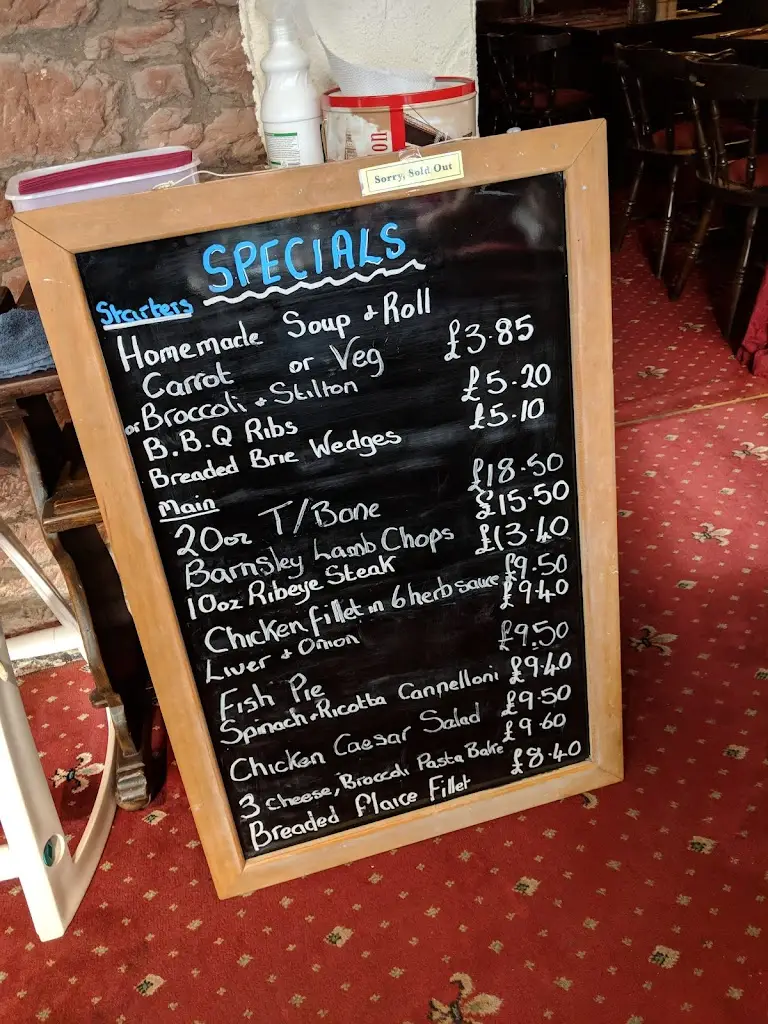 Sorry, Sold Out
SPECIALS
Starters
Homemade Soup & Roll
Carrot or Veg £3.85
or Broccoli & Stilton
B.B.Q Ribs £5.20
Breaded Brie Wedges £5.10
Main
20oz T/Bone £18.50
Barnsley Lamb Chops £15.50
10oz Ribeye Steak £13.40
Chicken fillet in 6 herb sauce £9.50
Liver & Onion £9.40
Fish Pie £9.50
Spinach & Ricotta Cannelloni £9.40
Chicken Caesar Salad £9.50
3 Cheese, Broccoli Pasta Bake £9.60
Breaded Plaice Fillet £8.40